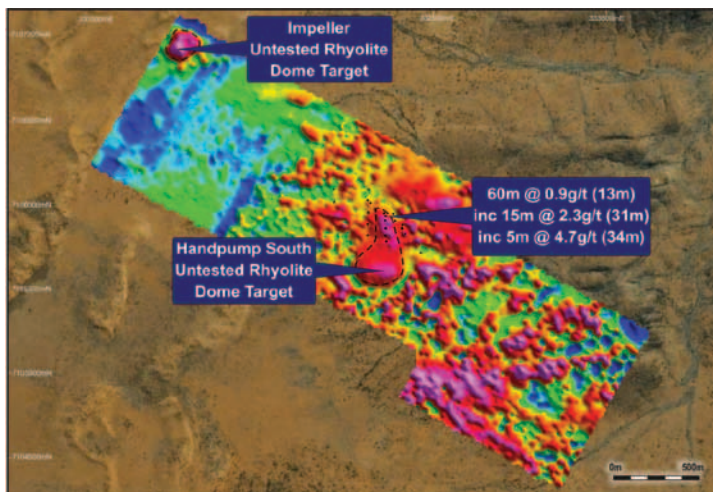 Impeller
Untested Rhyolite
Dome Target
60m @ 0.9g/t (13m)
inc 15m @ 2.3g/t (31m)
inc 5m @ 4.7g/t (34m)
Handpump South
Untested Rhyolite
Dome Target
0m
500m